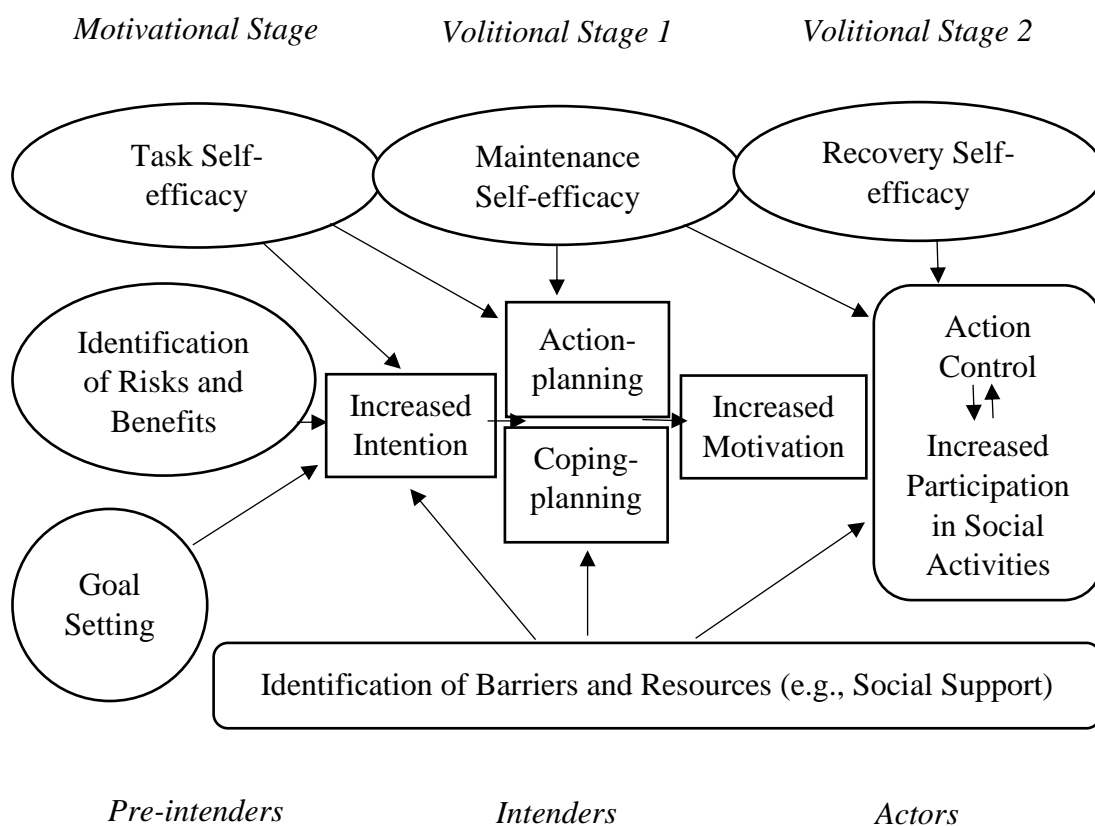 Motivational Stage
Volitional Stage 1
Volitional Stage 2
Task Self-
efficacy
Maintenance
Self-efficacy
Recovery Self-
efficacy
Identification
of Risks and
Benefits
Increased
Intention
Action-
planning
Coping-
planning
Increased
Motivation
Action
Control
Increased
Participation
in Social
Activities
Goal
Setting
Identification of Barriers and Resources (e.g., Social Support)
Pre-intenders
Intenders
Actors